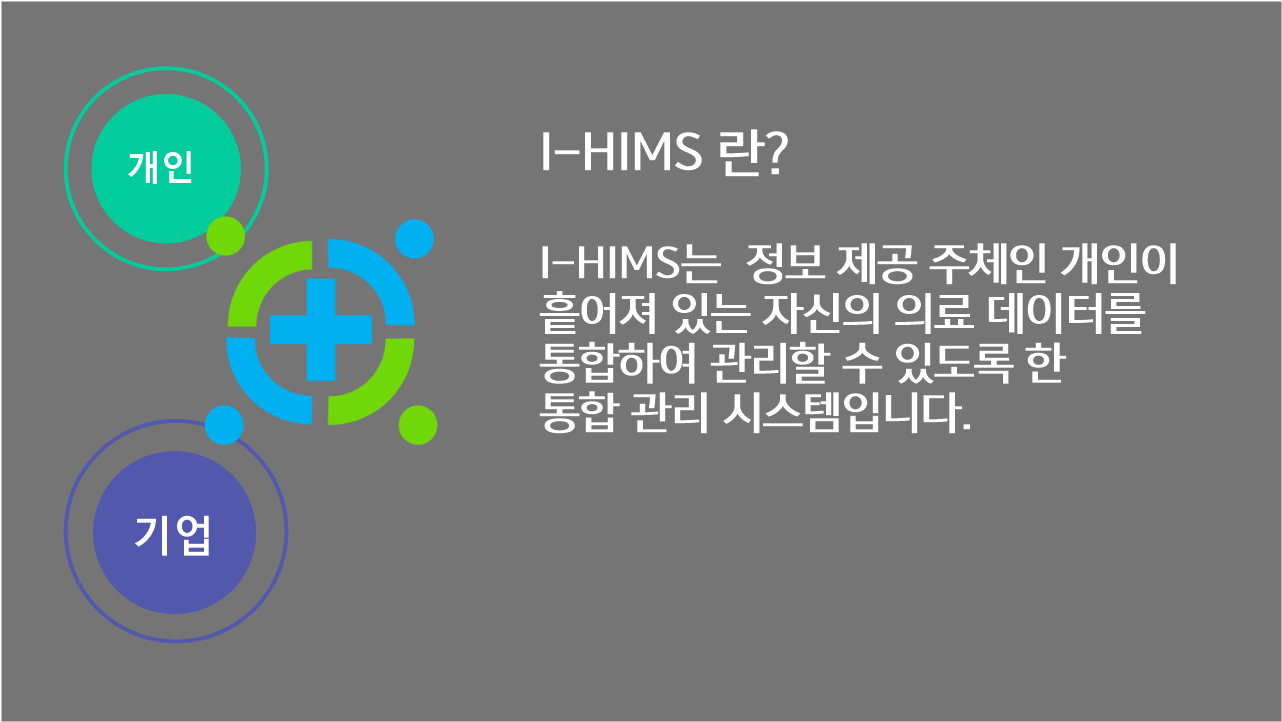 개인
I-HIMS 란?
I-HIMS는 정보 제공 주체인 개인이
흩어져 있는 자신의 의료 데이터를
통합하여 관리할 수 있도록 한
통합 관리 시스템입니다.
기업